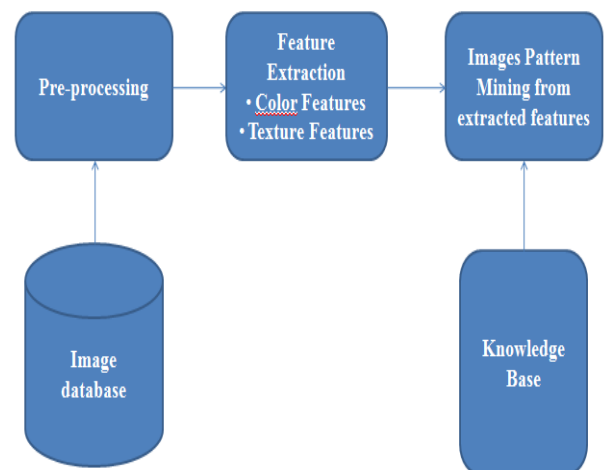 Pre-processing
Feature
Extraction
• Color Features
• Texture Features
Images Pattern
Mining from
extracted features
Image
database
Knowledge
Base